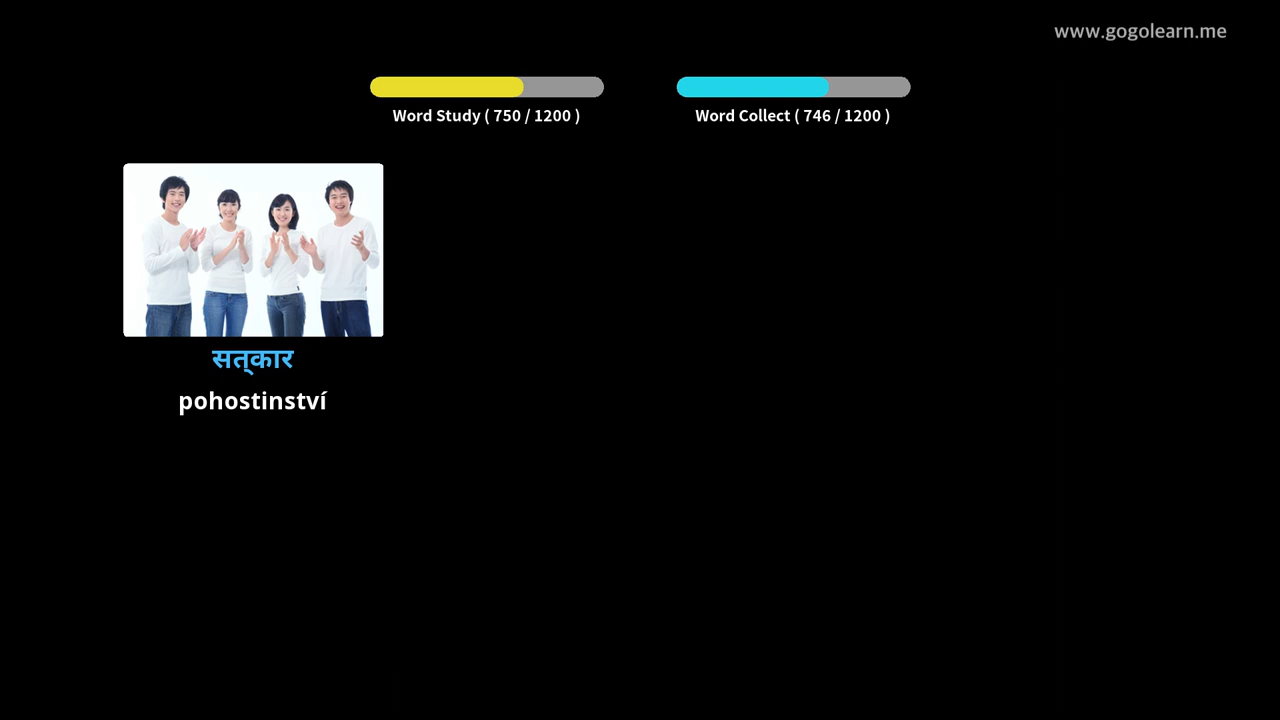 www.gogolearn.me
Word Study ( 750 / 1200 )
Word Collect ( 746 / 1200 )
सत्‌कार
pohostinství